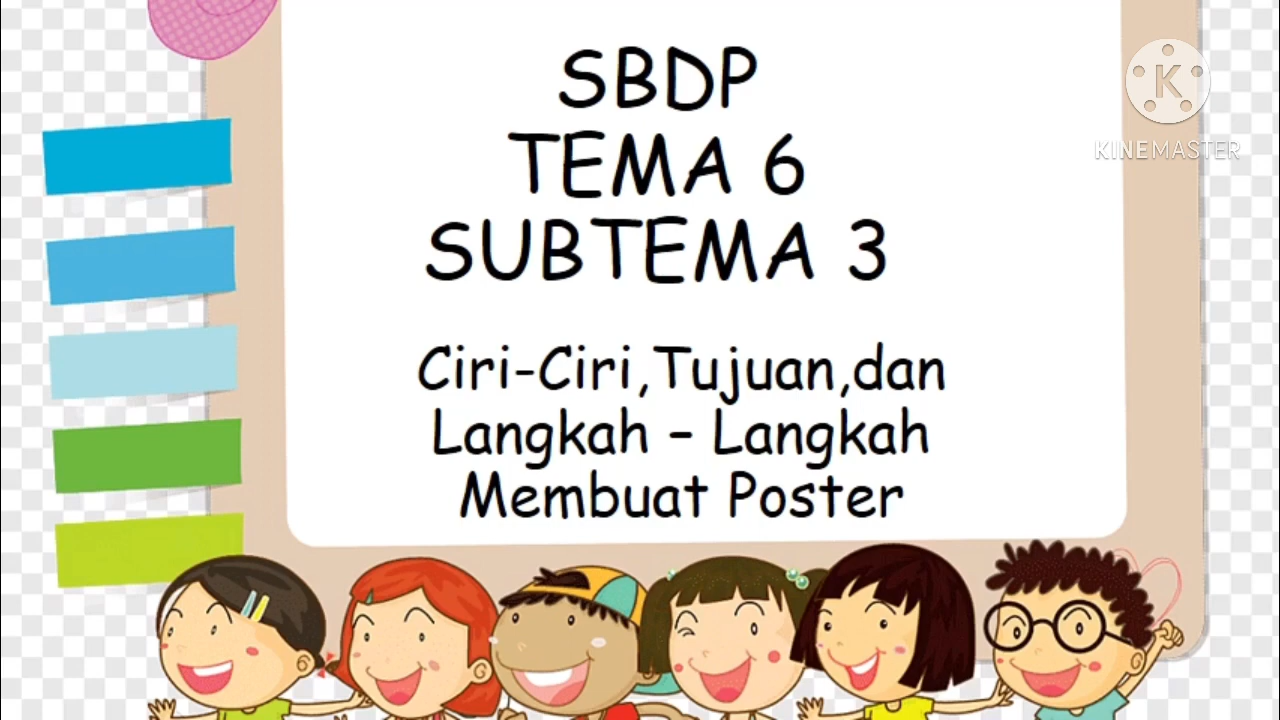 SBDP
TEMA 6
SUBTEMA 3
Ciri-Ciri,Tujuan,dan
Langkah – Langkah
Membuat Poster
K
KINEMASTER